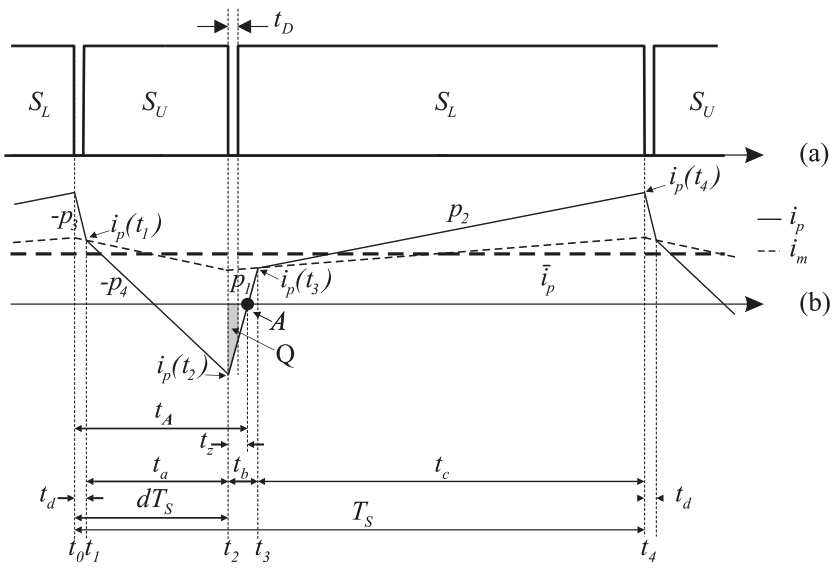 t_D
S_L S_U S_L S_U
(a)
i_p(t_4)
-p_3 i_p(t_1) p_2 i_p
i_m
-p_4 p_1 i_p(t_3) i̅_p
(b)
A
i_p(t_2) Q
t_A
t_z
t_a t_b t_c
t_d dT_S T_S t_d
t_0 t_1 t_2 t_3 t_4